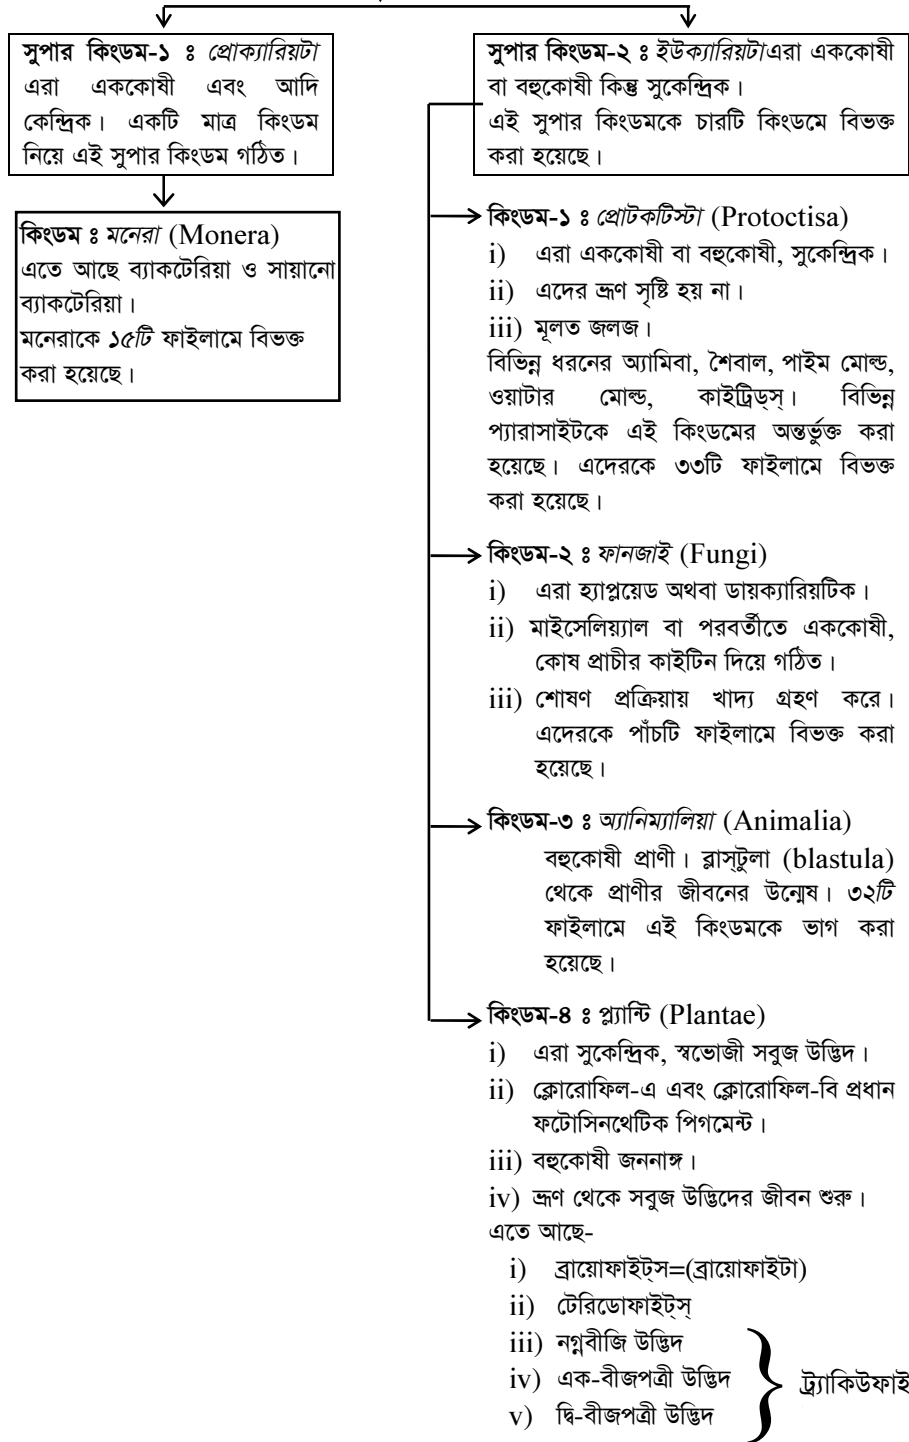 সুপার কিংডম-১ ঃ প্রোক্যারিয়টা
এরা এককোষী এবং আদি
কেন্দ্রিক। একটি মাত্র কিংডম
নিয়ে এই সুপার কিংডম গঠিত।
কিংডম ঃ মনেরা (Monera)
এতে আছে ব্যাকটেরিয়া ও সায়ানো
ব্যাকটেরিয়া।
মনেরাকে ১৫টি ফাইলামে বিভক্ত
করা হয়েছে।
সুপার কিংডম-২ ঃ ইউক্যারিয়টা এরা এককোষী
বা বহুকোষী কিন্তু সুকেন্দ্রিক।
এই সুপার কিংডমকে চারটি কিংডমে বিভক্ত
করা হয়েছে।
কিংডম-১ ঃ প্রোটকটিস্টা (Protoctisa)
i) এরা এককোষী বা বহুকোষী, সুকেন্দ্রিক।
ii) এদের ভ্রূণ সৃষ্টি হয় না।
iii) মূলত জলজ।
বিভিন্ন ধরনের অ্যামিবা, শৈবাল, পাইম মোল্ড,
ওয়াটার মোল্ড, কাইট্রিড্স্। বিভিন্ন
প্যারাসাইটকে এই কিংডমের অন্তর্ভুক্ত করা
হয়েছে। এদেরকে ৩৩টি ফাইলামে বিভক্ত
করা হয়েছে।
কিংডম-২ ঃ ফানজাই (Fungi)
i) এরা হ্যাপ্লয়েড অথবা ডায়ক্যারিয়টিক।
ii) মাইসেলিয়্যাল বা পরবর্তীতে এককোষী,
কোষ প্রাচীর কাইটিন দিয়ে গঠিত।
iii) শোষণ প্রক্রিয়ায় খাদ্য গ্রহণ করে।
এদেরকে পাঁচটি ফাইলামে বিভক্ত করা
হয়েছে।
কিংডম-৩ ঃ অ্যানিম্যালিয়া (Animalia)
বহুকোষী প্রাণী। ব্লাস্টুলা (blastula)
থেকে প্রাণীর জীবনের উন্মেষ। ৩২টি
ফাইলামে এই কিংডমকে ভাগ করা
হয়েছে।
কিংডম-৪ ঃ প্ল্যান্টি (Plantae)
i) এরা সুকেন্দ্রিক, স্বভোজী সবুজ উদ্ভিদ।
ii) ক্লোরোফিল-এ এবং ক্লোরোফিল-বি প্রধান
ফটোসিনথেটিক পিগমেন্ট।
iii) বহুকোষী জননাঙ্গ।
iv) ভ্রূণ থেকে সবুজ উদ্ভিদের জীবন শুরু।
এতে আছে-
i) ব্রায়োফাইট্স=(ব্রায়োফাইটা)
ii) টেরিডোফাইট্স্
iii) নগ্নবীজি উদ্ভিদ
iv) এক-বীজপত্রী উদ্ভিদ
v) দ্বি-বীজপত্রী উদ্ভিদ
ট্র্যাকিউফাই